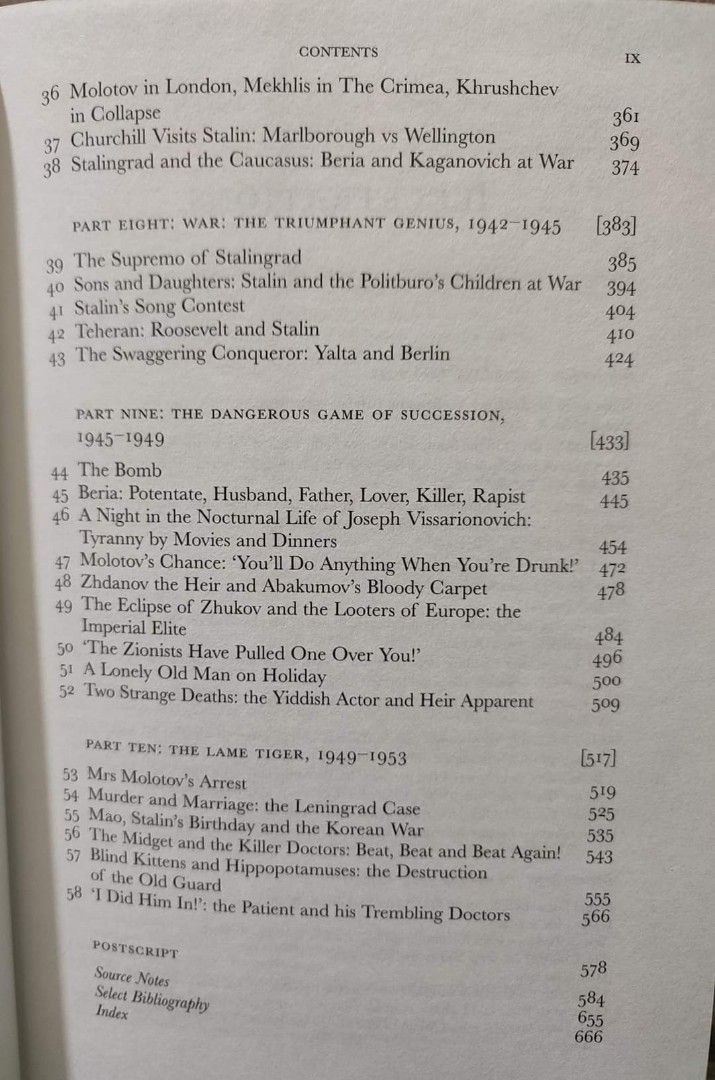 CONTENTS IX
36 Molotov in London, Mekhlis in The Crimea, Khrushchev
in Collapse 361
37 Churchill Visits Stalin: Marlborough vs Wellington 369
38 Stalingrad and the Caucasus: Beria and Kaganovich at War 374
PART EIGHT: WAR: THE TRIUMPHANT GENIUS, 1942–1945 [383]
39 The Supremo of Stalingrad 385
40 Sons and Daughters: Stalin and the Politburo's Children at War 394
41 Stalin's Song Contest 404
42 Teheran: Roosevelt and Stalin 410
43 The Swaggering Conqueror: Yalta and Berlin 424
PART NINE: THE DANGEROUS GAME OF SUCCESSION,
1945–1949 [433]
44 The Bomb 435
45 Beria: Potentate, Husband, Father, Lover, Killer, Rapist 445
46 A Night in the Nocturnal Life of Joseph Vissarionovich:
Tyranny by Movies and Dinners 454
47 Molotov's Chance: 'You'll Do Anything When You're Drunk!' 472
48 Zhdanov the Heir and Abakumov's Bloody Carpet 478
49 The Eclipse of Zhukov and the Looters of Europe: the
Imperial Elite 484
50 'The Zionists Have Pulled One Over You!' 496
51 A Lonely Old Man on Holiday 500
52 Two Strange Deaths: the Yiddish Actor and Heir Apparent 509
PART TEN: THE LAME TIGER, 1949–1953 [517]
53 Mrs Molotov's Arrest 519
54 Murder and Marriage: the Leningrad Case 525
55 Mao, Stalin's Birthday and the Korean War 535
56 The Midget and the Killer Doctors: Beat, Beat and Beat Again! 543
57 Blind Kittens and Hippopotamuses: the Destruction
of the Old Guard 555
58 'I Did Him In!': the Patient and his Trembling Doctors 566
POSTSCRIPT 578
Source Notes 584
Select Bibliography 655
Index 666